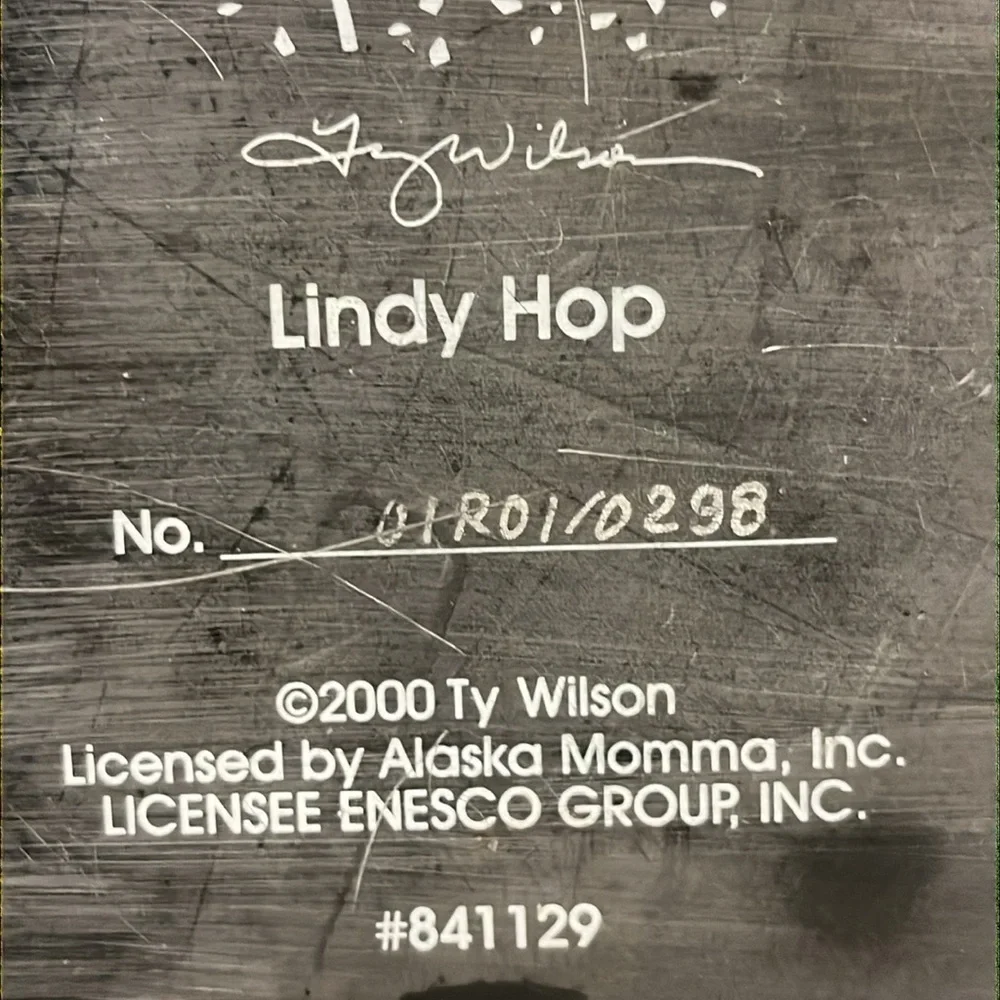 Ty Wilson
Lindy Hop
No. 01R01/0298
©2000 Ty Wilson
Licensed by Alaska Momma, Inc.
LICENSEE ENESCO GROUP, INC.
#841129